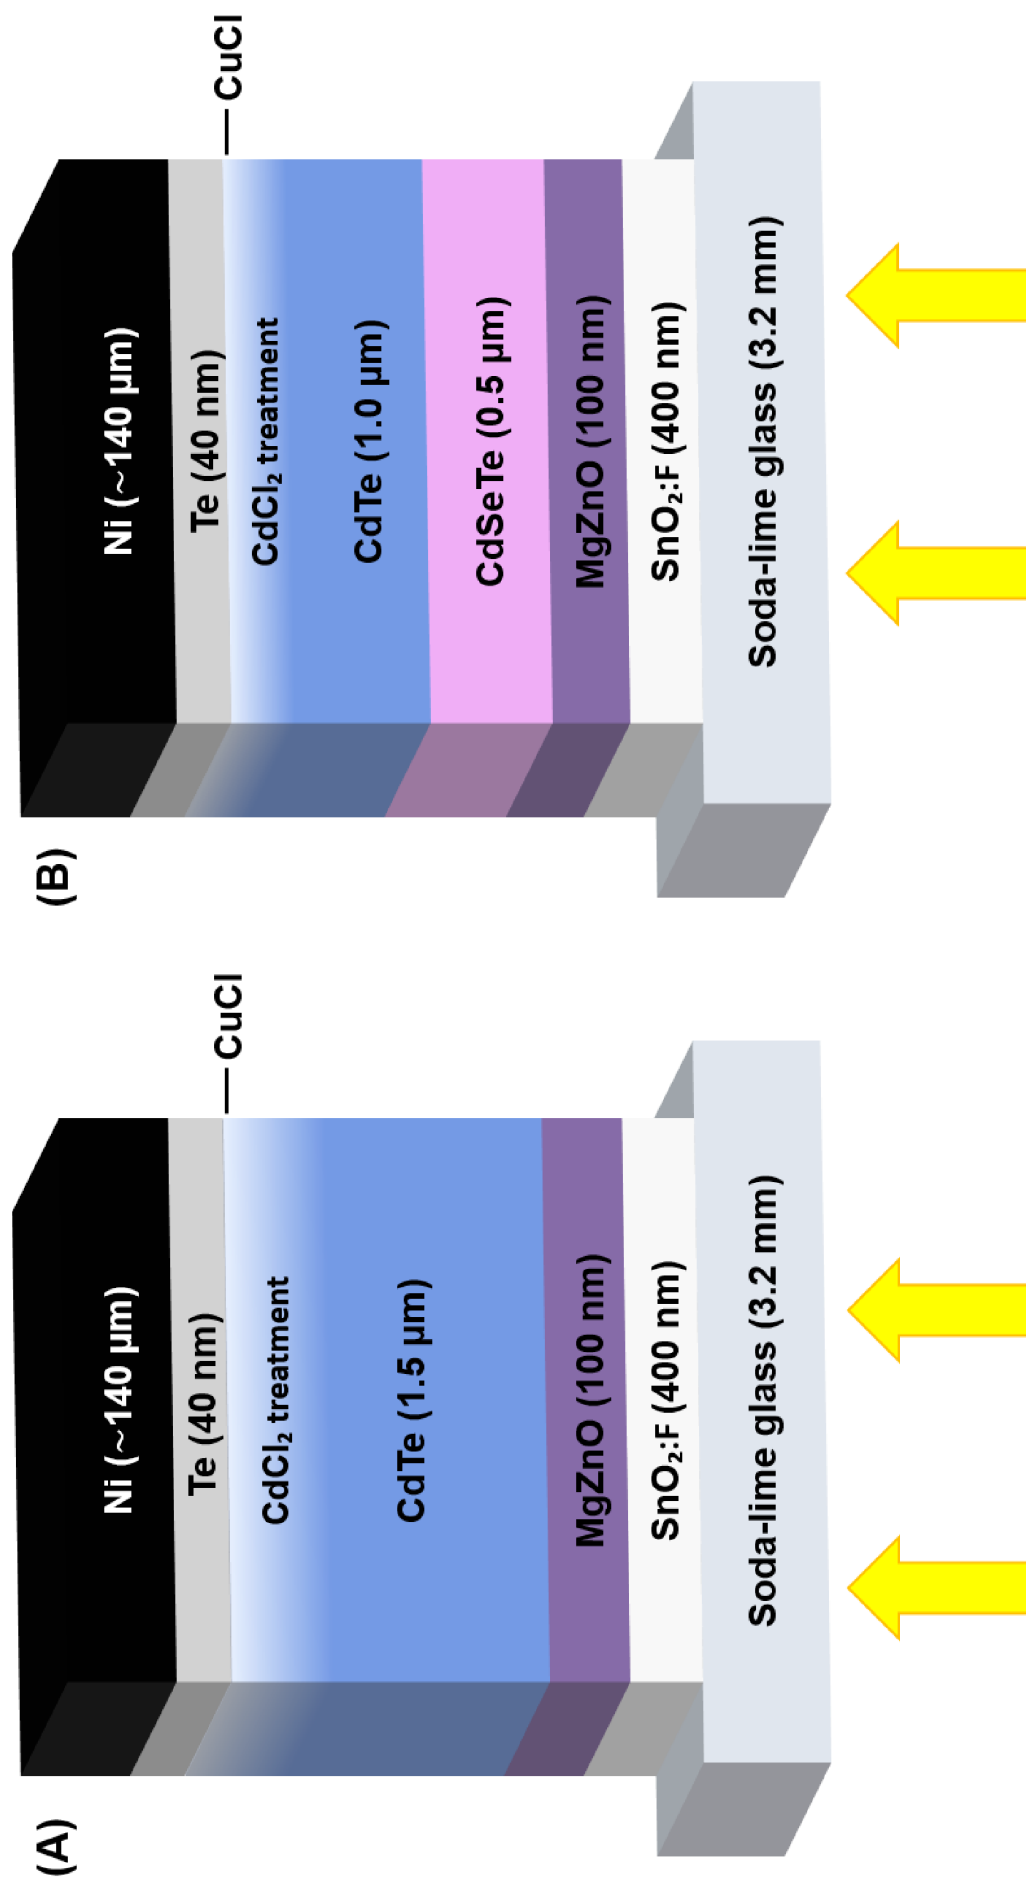 (A)
Ni (~140 µm)
Te (40 nm)
CuCl
CdCl₂ treatment
CdTe (1.5 µm)
MgZnO (100 nm)
SnO₂:F (400 nm)
Soda-lime glass (3.2 mm)
(B)
Ni (~140 µm)
Te (40 nm)
CuCl
CdCl₂ treatment
CdTe (1.0 µm)
CdSeTe (0.5 µm)
MgZnO (100 nm)
SnO₂:F (400 nm)
Soda-lime glass (3.2 mm)